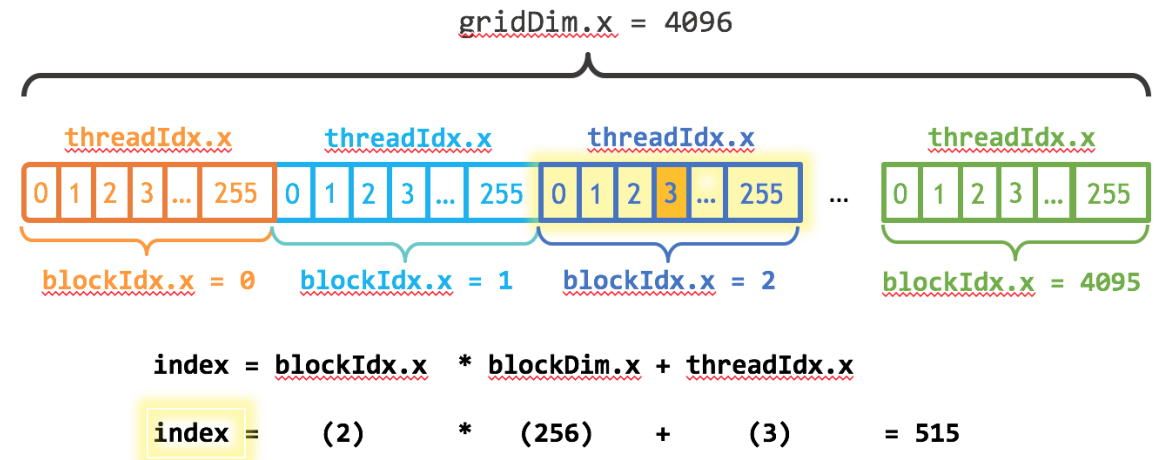 gridDim.x = 4096
threadIdx.x threadIdx.x threadIdx.x threadIdx.x
0 1 2 3 ... 255 0 1 2 3 ... 255 0 1 2 3 ... 255 ... 0 1 2 3 ... 255
blockIdx.x = 0 blockIdx.x = 1 blockIdx.x = 2 blockIdx.x = 4095
index = blockIdx.x * blockDim.x + threadIdx.x
index = (2) * (256) + (3) = 515